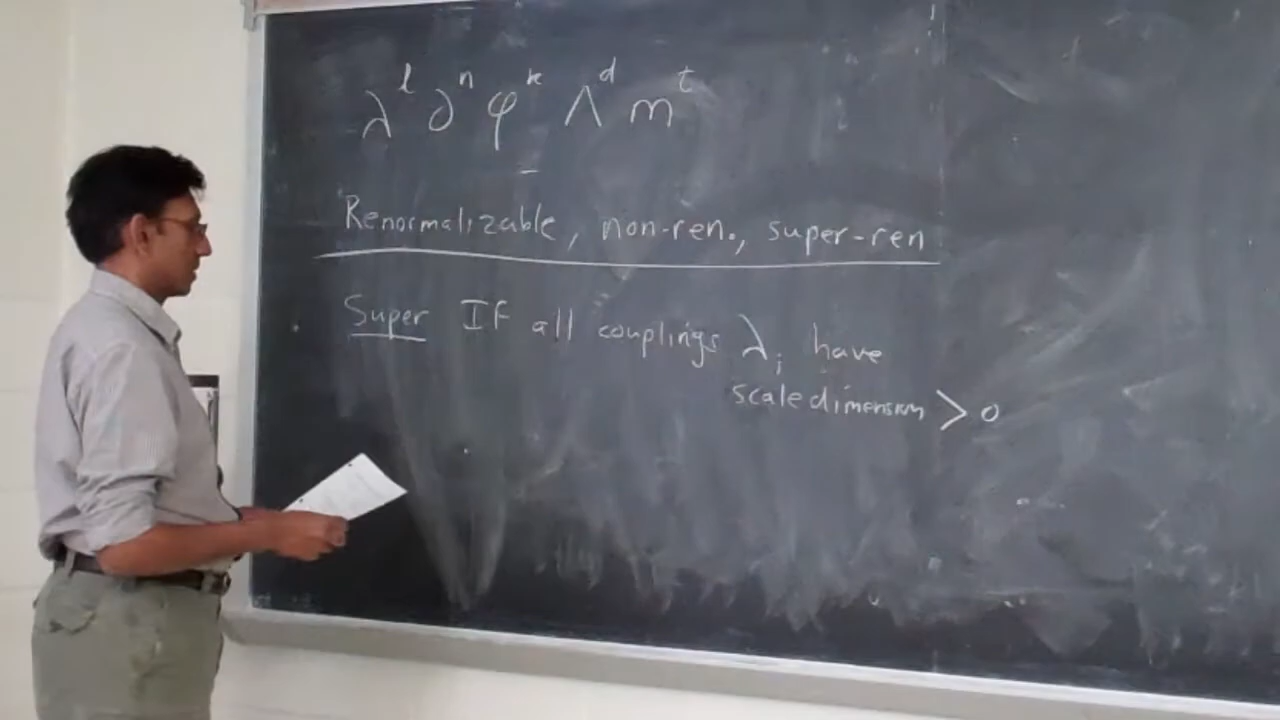 λ^l ∂^n φ^k Λ^d m^t
Renormalizable, non-ren., super-ren
Super If all couplings λ_i have
scale dimension > 0